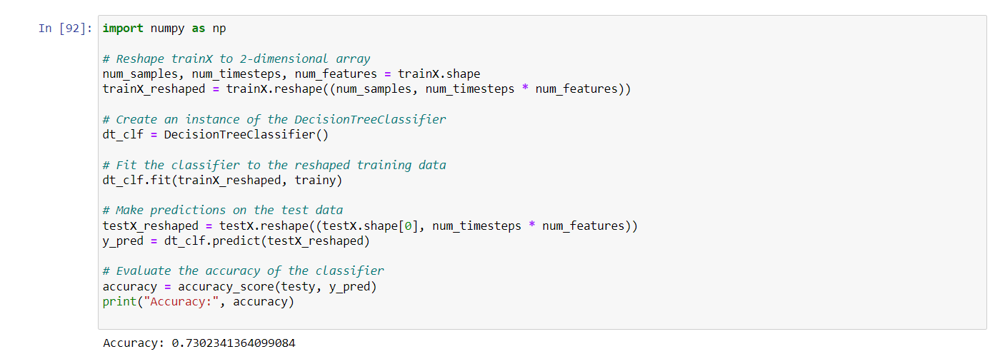 In [92]: import numpy as np
# Reshape trainX to 2-dimensional array
num_samples, num_timesteps, num_features = trainX.shape
trainX_reshaped = trainX.reshape((num_samples, num_timesteps * num_features))
# Create an instance of the DecisionTreeClassifier
dt_clf = DecisionTreeClassifier()
# Fit the classifier to the reshaped training data
dt_clf.fit(trainX_reshaped, trainy)
# Make predictions on the test data
testX_reshaped = testX.reshape((testX.shape[0], num_timesteps * num_features))
y_pred = dt_clf.predict(testX_reshaped)
# Evaluate the accuracy of the classifier
accuracy = accuracy_score(testy, y_pred)
print("Accuracy:", accuracy)
Accuracy: 0.7302341364099084